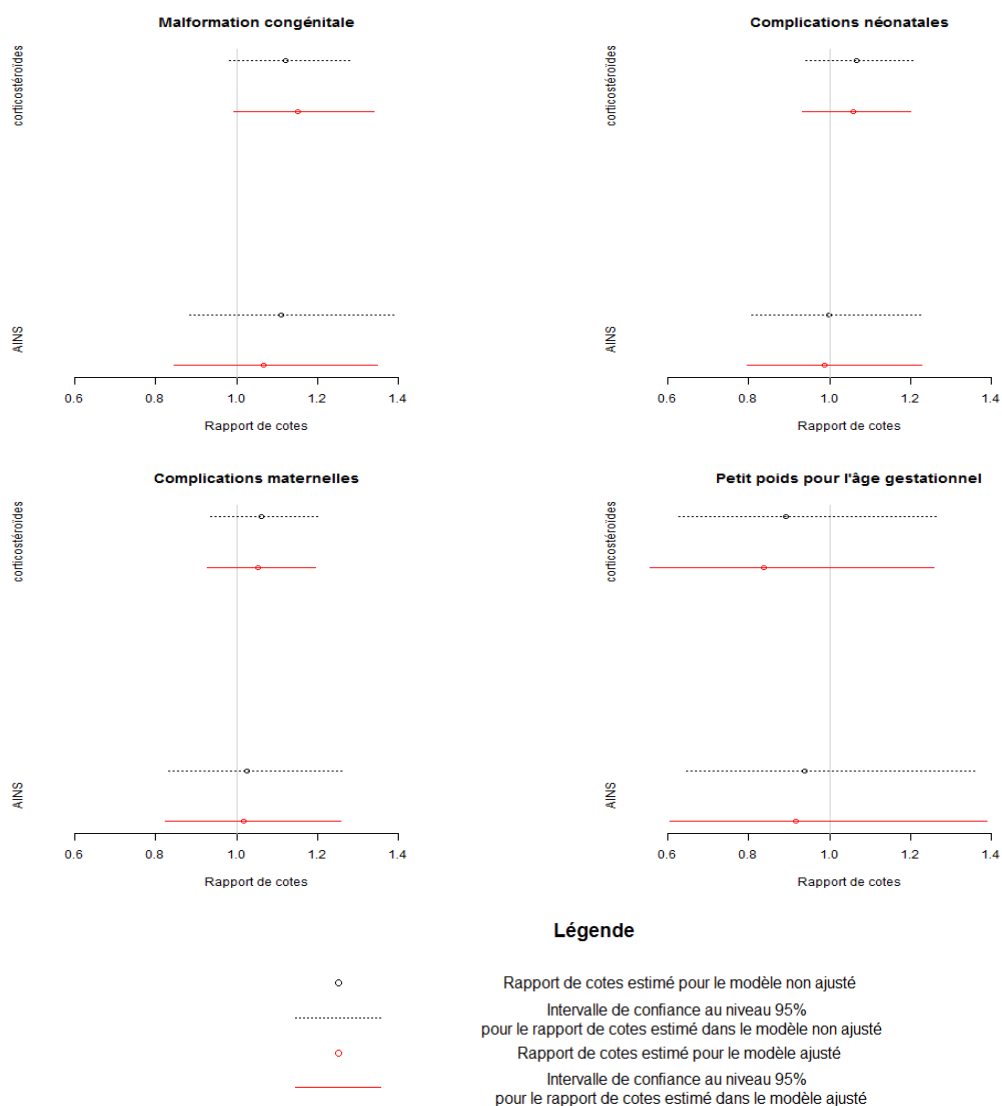 Malformation congénitale
corticostéroïdes
AINS
0.6 0.8 1.0 1.2 1.4
Rapport de cotes
Complications néonatales
corticostéroïdes
AINS
0.6 0.8 1.0 1.2 1.4
Rapport de cotes
Complications maternelles
corticostéroïdes
AINS
0.6 0.8 1.0 1.2 1.4
Rapport de cotes
Petit poids pour l'âge gestationnel
corticostéroïdes
AINS
0.6 0.8 1.0 1.2 1.4
Rapport de cotes
Légende
Rapport de cotes estimé pour le modèle non ajusté
Intervalle de confiance au niveau 95%
pour le rapport de cotes estimé dans le modèle non ajusté
Rapport de cotes estimé pour le modèle ajusté
Intervalle de confiance au niveau 95%
pour le rapport de cotes estimé dans le modèle ajusté